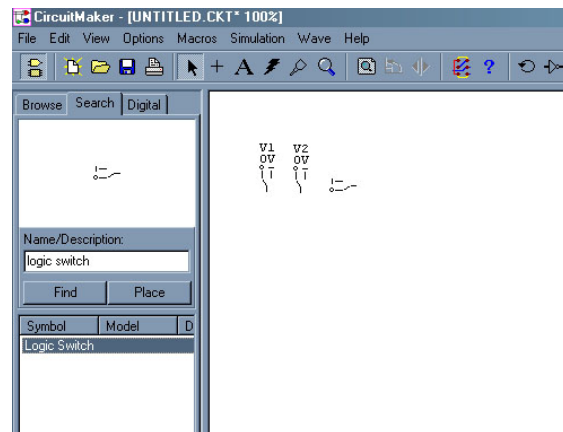 CircuitMaker - [UNTITLED.CKT* 100%]
File Edit View Options Macros Simulation Wave Help
Browse Search Digital
V1 V2
0V 0V
Name/Description:
logic switch
Find Place
Symbol Model D
Logic Switch